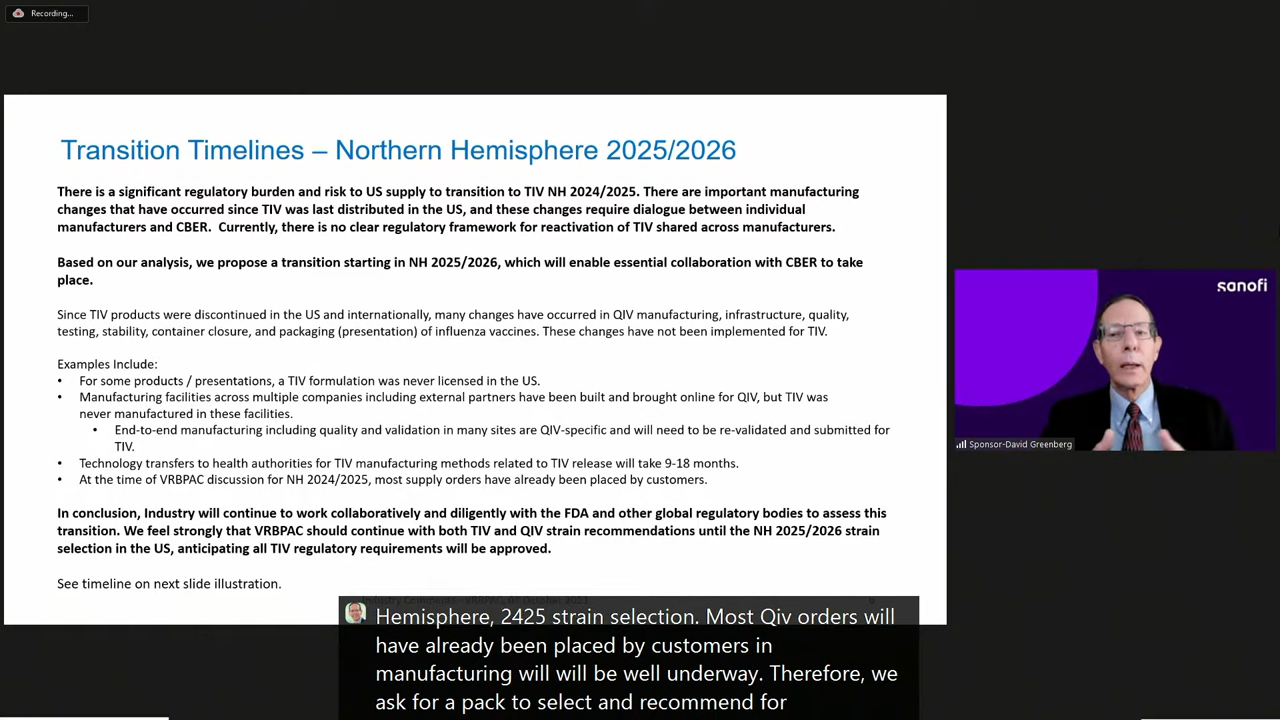 Recording...
Transition Timelines – Northern Hemisphere 2025/2026
There is a significant regulatory burden and risk to US supply to transition to TIV NH 2024/2025. There are important manufacturing
changes that have occurred since TIV was last distributed in the US, and these changes require dialogue between individual
manufacturers and CBER. Currently, there is no clear regulatory framework for reactivation of TIV shared across manufacturers.
Based on our analysis, we propose a transition starting in NH 2025/2026, which will enable essential collaboration with CBER to take
place.
Since TIV products were discontinued in the US and internationally, many changes have occurred in QIV manufacturing, infrastructure, quality,
testing, stability, container closure, and packaging (presentation) of influenza vaccines. These changes have not been implemented for TIV.
Examples Include:
• For some products / presentations, a TIV formulation was never licensed in the US.
• Manufacturing facilities across multiple companies including external partners have been built and brought online for QIV, but TIV was
never manufactured in these facilities.
• End-to-end manufacturing including quality and validation in many sites are QIV-specific and will need to be re-validated and submitted for
TIV.
• Technology transfers to health authorities for TIV manufacturing methods related to TIV release will take 9-18 months.
• At the time of VRBPAC discussion for NH 2024/2025, most supply orders have already been placed by customers.
In conclusion, Industry will continue to work collaboratively and diligently with the FDA and other global regulatory bodies to assess this
transition. We feel strongly that VRBPAC should continue with both TIV and QIV strain recommendations until the NH 2025/2026 strain
selection in the US, anticipating all TIV regulatory requirements will be approved.
See timeline on next slide illustration.
sanofi
Sponsor-David Greenberg
Hemisphere, 2425 strain selection. Most Qiv orders will
have already been placed by customers in
manufacturing will will be well underway. Therefore, we
ask for a pack to select and recommend for